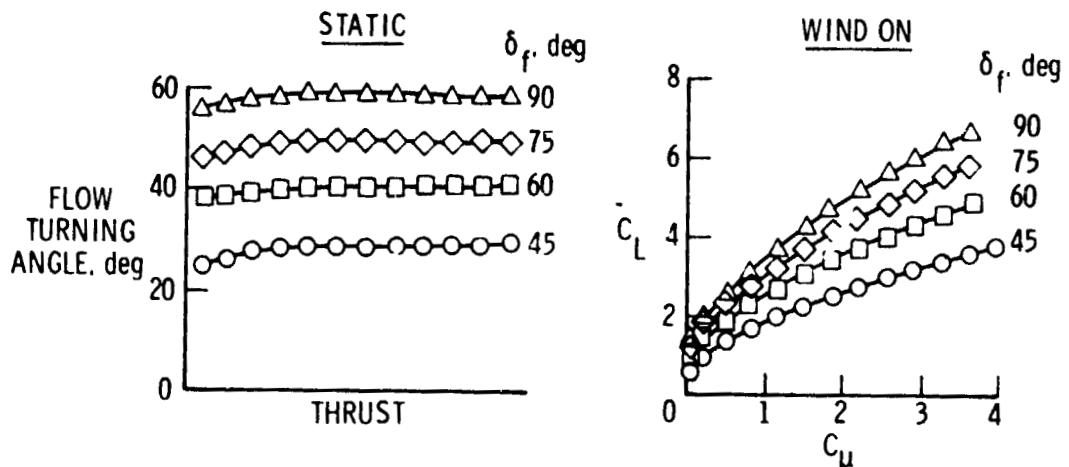 STATIC
δf, deg
60
40
20
0
90
75
60
45
FLOW
TURNING
ANGLE, deg
THRUST
WIND ON
δf, deg
8
6
4
2
0
CL
90
75
60
45
1
2
3
4
Cμ